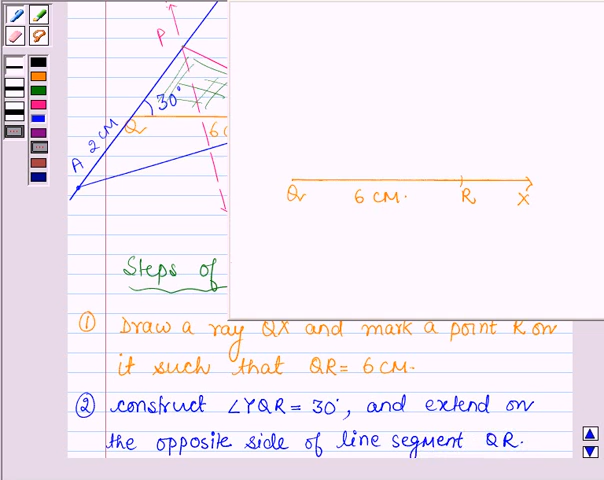 P
30°
A 2 CM Q 6C
Q 6 CM. R X
Steps of
① Draw a ray QX and mark a point R on
it such that QR = 6 CM.
② construct ∠YQR = 30°, and extend on
the opposite side of line segment QR.